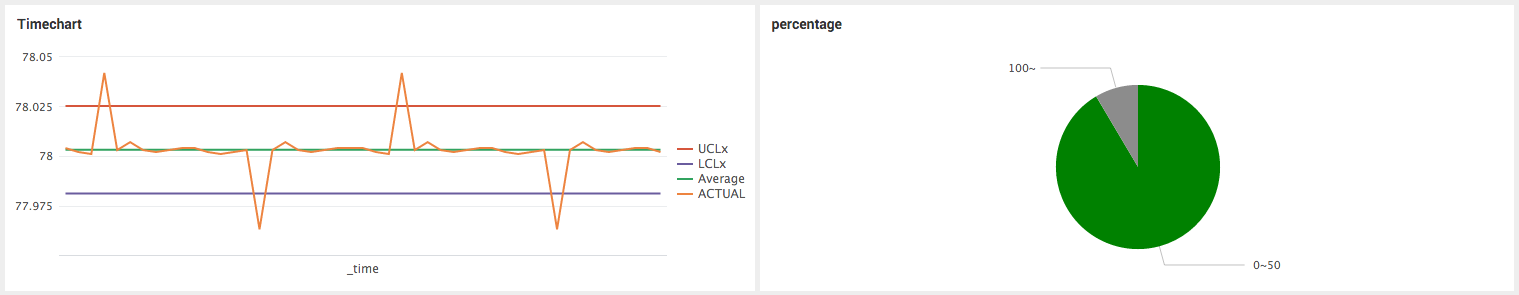 Timechart
78.05
78.025
78
77.975
_time
UCLx
LCLx
Average
ACTUAL
percentage
100~
0~50